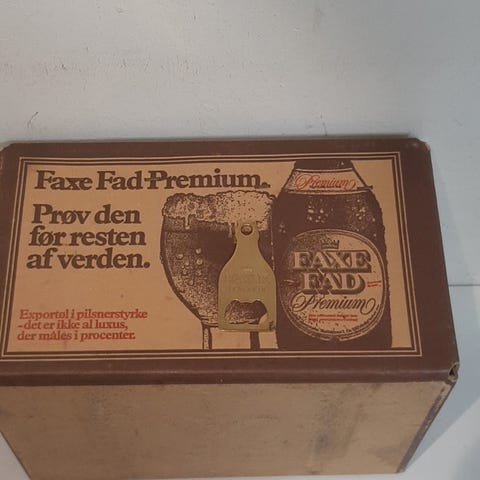 Faxe Fad-Premium.
Prøv den
før resten
af verden.
Exportøl i pilsnerstyrke
-det er ikke al luxus,
der måles i procenter.
Premium
FAXE
FAD
Premium